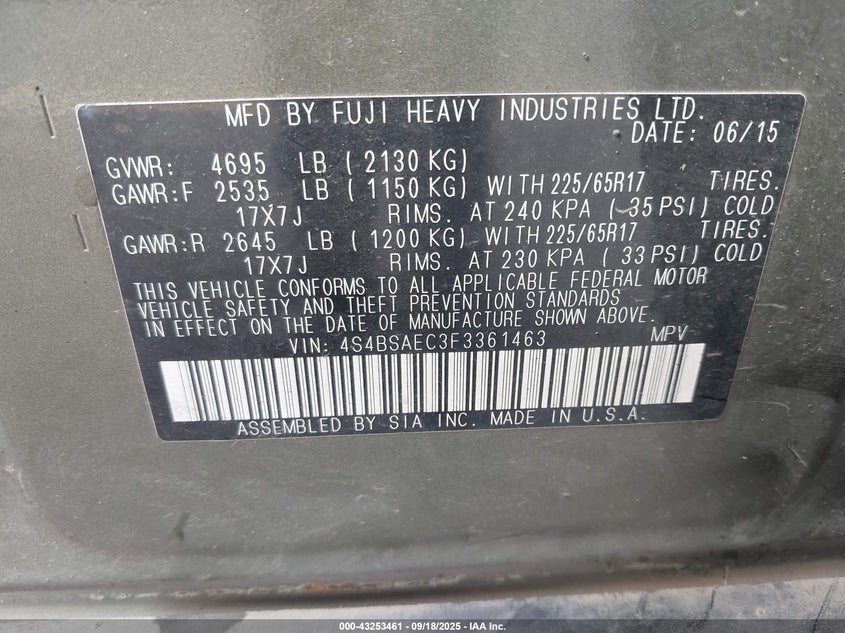 MFD BY FUJI HEAVY INDUSTRIES LTD.
DATE: 06/15
GVWR: 4695 LB ( 2130 KG)
GAWR:F 2535 LB ( 1150 KG) WITH 225/65R17 TIRES.
17X7J RIMS. AT 240 KPA ( 35 PSI) COLD
GAWR:R 2645 LB ( 1200 KG) WITH 225/65R17 TIRES.
17X7J RIMS. AT 230 KPA ( 33 PSI) COLD
THIS VEHICLE CONFORMS TO ALL APPLICABLE FEDERAL MOTOR
VEHICLE SAFETY AND THEFT PREVENTION STANDARDS
IN EFFECT ON THE DATE OF MANUFACTURE SHOWN ABOVE.
VIN: 4S4BSAEC3F3361463 MPV
ASSEMBLED BY SIA INC. MADE IN U.S.A.
000-43253461 - 09/18/2025 - IAA Inc.